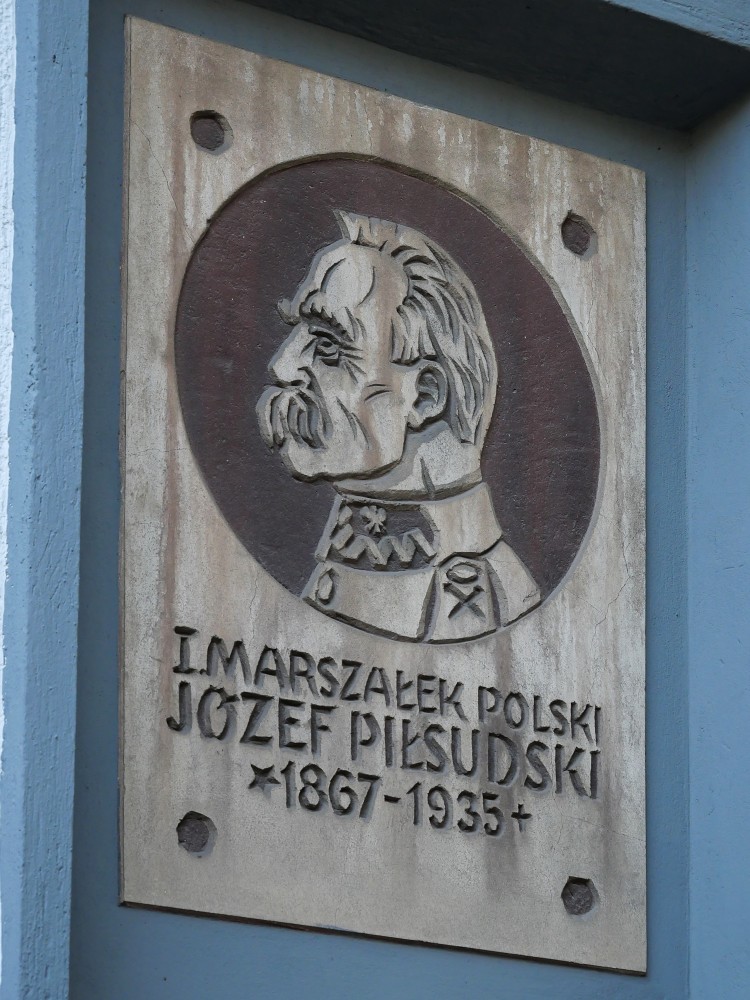 I. MARSZAŁEK POLSKI
JÓZEF PIŁSUDSKI
*1867-1935+